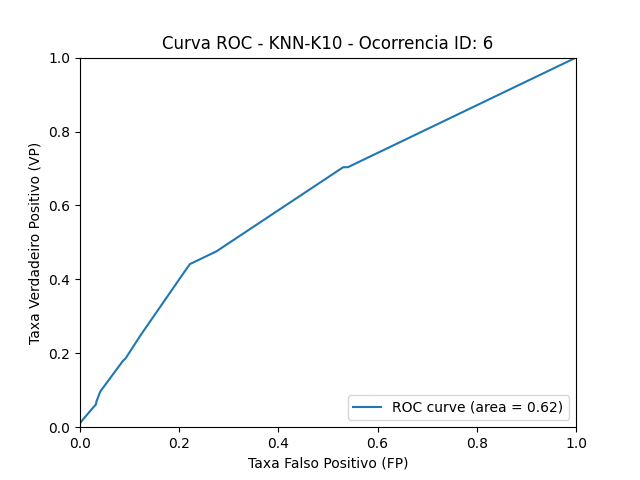 Curva ROC - KNN-K10 - Ocorrencia ID: 6
1.0
0.8
0.6
0.4
0.2
0.0
Taxa Verdadeiro Positivo (VP)
ROC curve (area = 0.62)
0.0 0.2 0.4 0.6 0.8 1.0
Taxa Falso Positivo (FP)